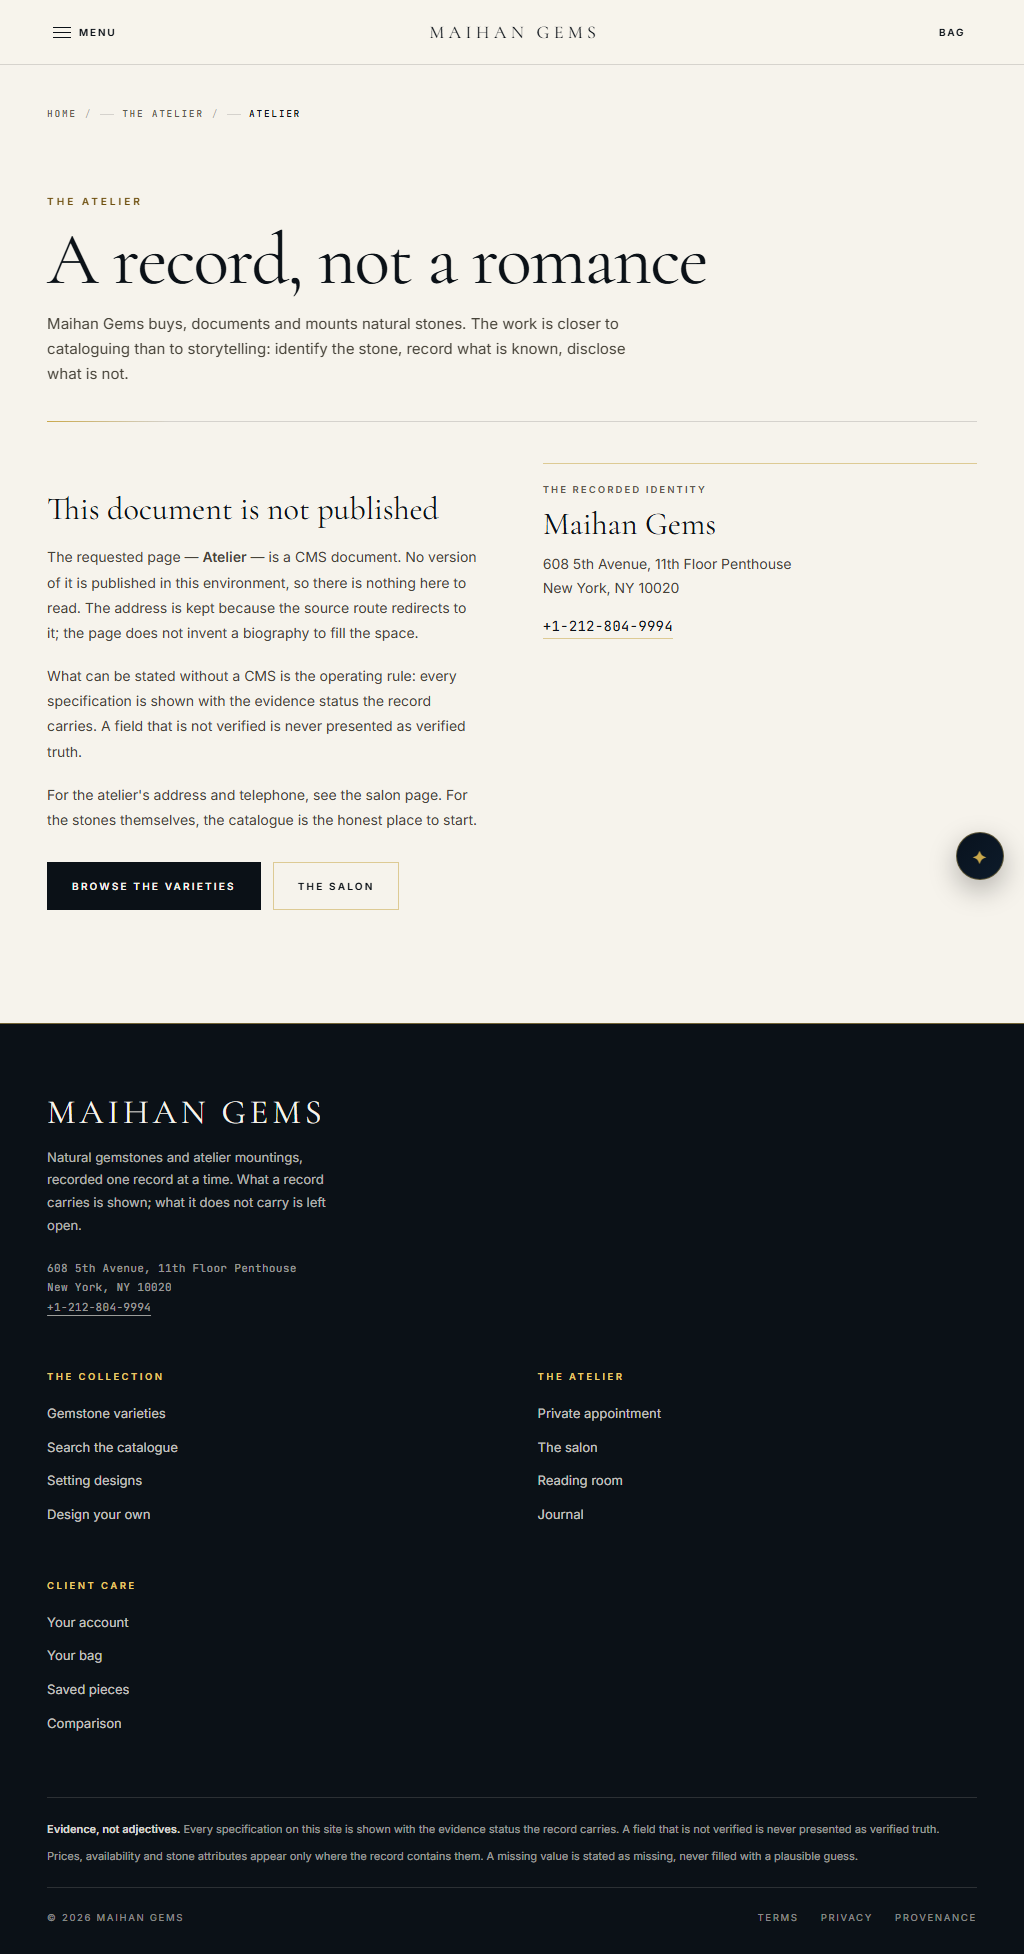 MENU
MAIHAN GEMS
BAG
HOME / — THE ATELIER / — ATELIER
THE ATELIER
A record, not a romance
Maihan Gems buys, documents and mounts natural stones. The work is closer to
cataloguing than to storytelling: identify the stone, record what is known, disclose
what is not.
This document is not published
The requested page — Atelier — is a CMS document. No version
of it is published in this environment, so there is nothing here to
read. The address is kept because the source route redirects to
it; the page does not invent a biography to fill the space.
What can be stated without a CMS is the operating rule: every
specification is shown with the evidence status the record
carries. A field that is not verified is never presented as verified
truth.
For the atelier's address and telephone, see the salon page. For
the stones themselves, the catalogue is the honest place to start.
BROWSE THE VARIETIES
THE SALON
THE RECORDED IDENTITY
Maihan Gems
608 5th Avenue, 11th Floor Penthouse
New York, NY 10020
+1-212-804-9994
MAIHAN GEMS
Natural gemstones and atelier mountings,
recorded one record at a time. What a record
carries is shown; what it does not carry is left
open.
608 5th Avenue, 11th Floor Penthouse
New York, NY 10020
+1-212-804-9994
THE COLLECTION
Gemstone varieties
Search the catalogue
Setting designs
Design your own
THE ATELIER
Private appointment
The salon
Reading room
Journal
CLIENT CARE
Your account
Your bag
Saved pieces
Comparison
Evidence, not adjectives. Every specification on this site is shown with the evidence status the record carries. A field that is not verified is never presented as verified truth.
Prices, availability and stone attributes appear only where the record contains them. A missing value is stated as missing, never filled with a plausible guess.
© 2026 MAIHAN GEMS
TERMS
PRIVACY
PROVENANCE